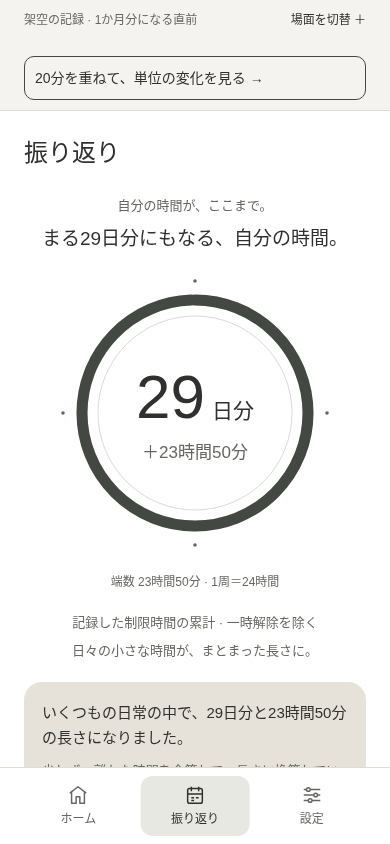 架空の記録 · 1か月分になる直前
場面を切替 ＋
20分を重ねて、単位の変化を見る →
振り返り
自分の時間が、ここまで。
まる29日分にもなる、自分の時間。
29 日分
＋23時間50分
端数 23時間50分 · 1周＝24時間
記録した制限時間の累計 · 一時解除を除く
日々の小さな時間が、まとまった長さに。
いくつもの日常の中で、29日分と23時間50分
の長さになりました。
ホーム
振り返り
設定